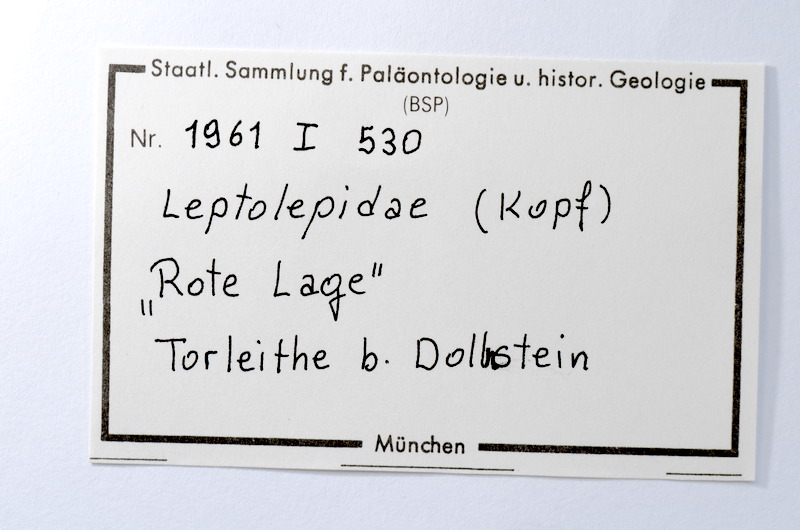 Staatl. Sammlung f. Paläontologie u. histor. Geologie
(BSP)
Nr. 1961 I 530
Leptolepidae (Kopf)
„Rote Lage"
Torleithe b. Dollnstein
München